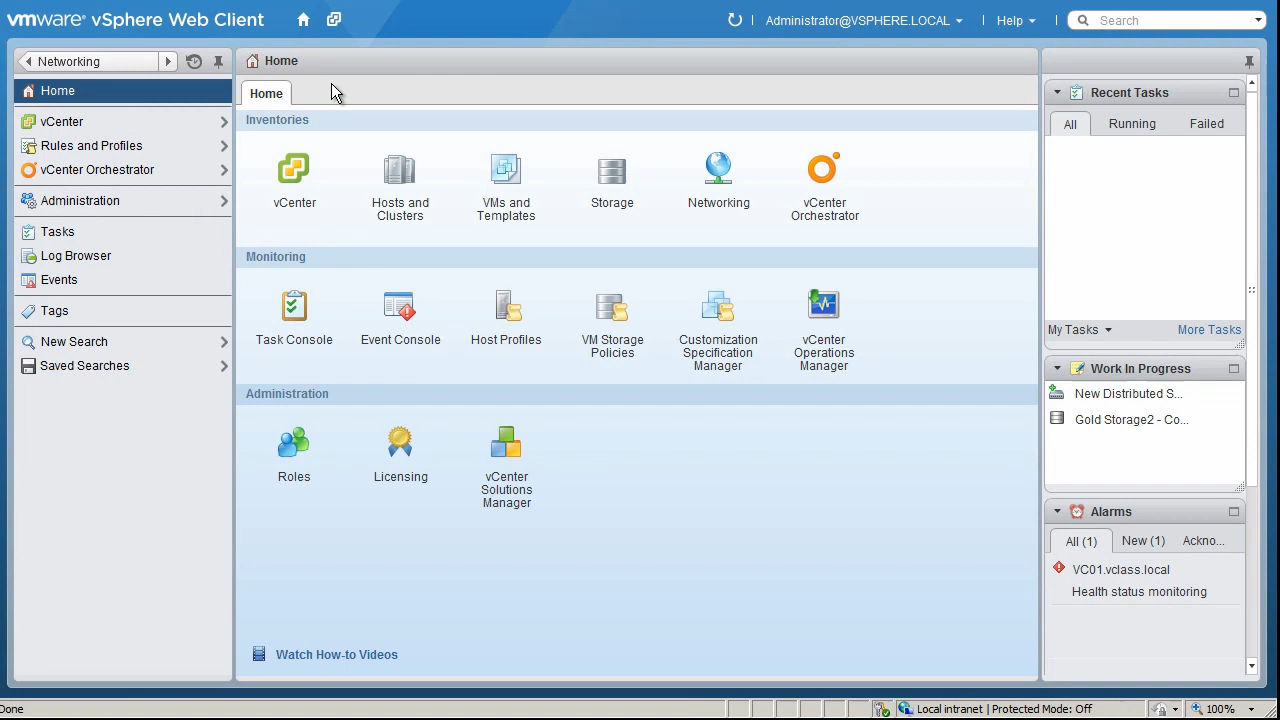 vmware® vSphere Web Client
Administrator@VSPHERE.LOCAL
Help
Search
Networking
Home
vCenter
Rules and Profiles
vCenter Orchestrator
Administration
Tasks
Log Browser
Events
Tags
New Search
Saved Searches
Home
Home
Inventories
vCenter
Hosts and
Clusters
VMs and
Templates
Storage
Networking
vCenter
Orchestrator
Monitoring
Task Console
Event Console
Host Profiles
VM Storage
Policies
Customization
Specification
Manager
vCenter
Operations
Manager
Administration
Roles
Licensing
vCenter
Solutions
Manager
Watch How-to Videos
Recent Tasks
All Running Failed
My Tasks More Tasks
Work In Progress
New Distributed S...
Gold Storage2 - Co...
Alarms
All (1) New (1) Ackno...
VC01.vclass.local
Health status monitoring
Done
Local intranet | Protected Mode: Off
100%